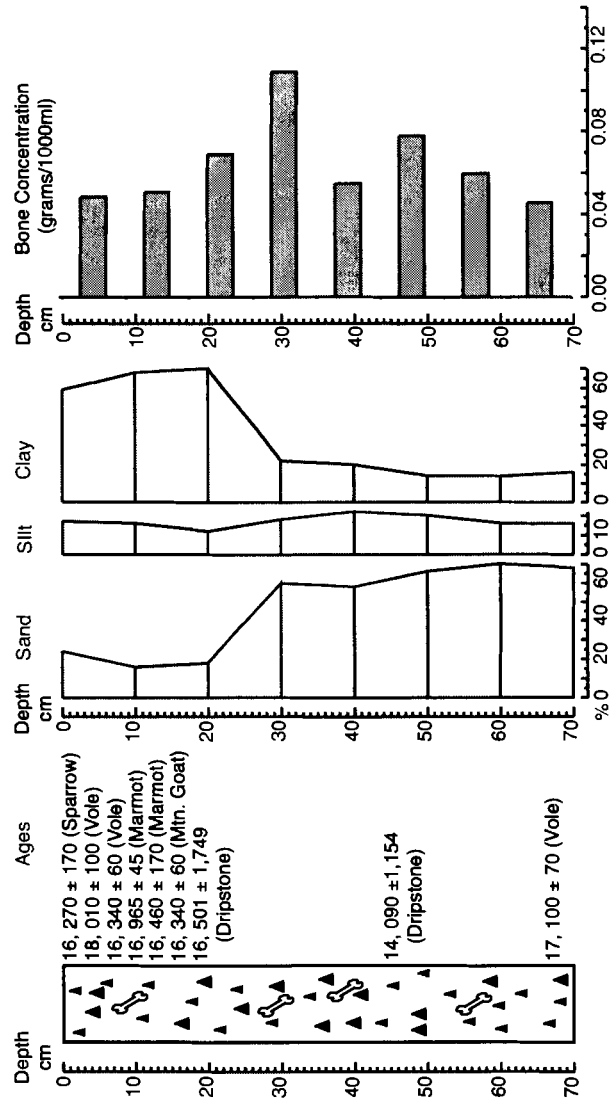 Depth
cm
0
10
20
30
40
50
60
70
Ages
16, 270 ± 170 (Sparrow)
18, 010 ± 100 (Vole)
16, 340 ± 60 (Vole)
16, 965 ± 45 (Marmot)
16, 460 ± 170 (Marmot)
16, 340 ± 60 (Mtn. Goat)
16, 501 ± 1,749
(Dripstone)
14, 090 ±1,154
(Dripstone)
17, 100 ± 70 (Vole)
Depth
cm
0
10
20
30
40
50
60
70
Sand
% 0 20 40 60
SIlt
0 10
Clay
0 20 40 60
Depth
cm
0
10
20
30
40
50
60
70
Bone Concentration
(grams/1000ml)
0.00 0.04 0.08 0.12